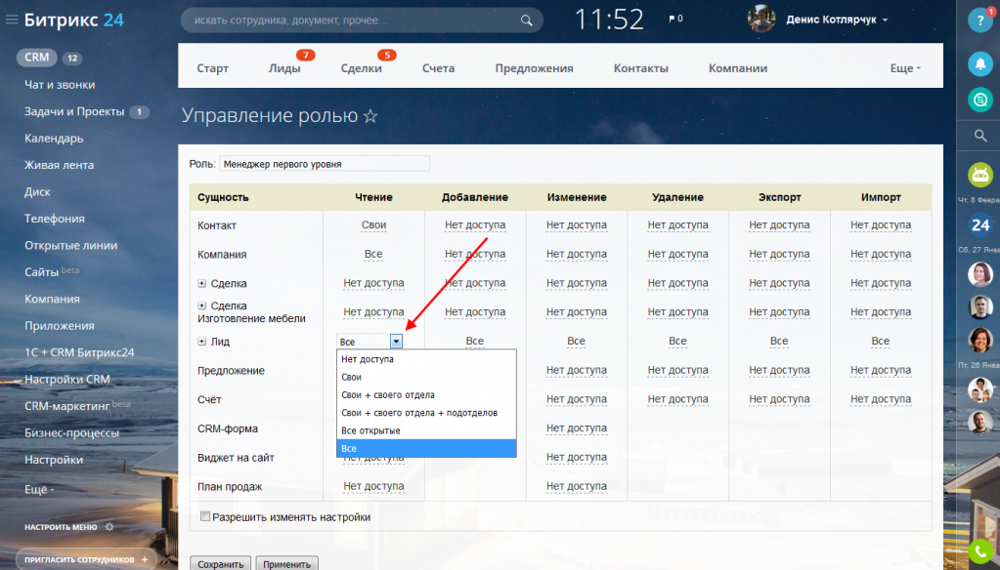 Битрикс 24
искать сотрудника, документ, прочее...
11:52
0
Денис Котлярчук
?
1
CRM 12
Чат и звонки
Задачи и Проекты 1
Календарь
Живая лента
Диск
Телефония
Открытые линии
Сайты beta
Компания
Приложения
1С + CRM Битрикс24
Настройки CRM
CRM-маркетинг beta
Бизнес-процессы
Настройки
Ещё
НАСТРОИТЬ МЕНЮ
ПРИГЛАСИТЬ СОТРУДНИКОВ +
Старт Лиды 7 Сделки 5 Счета Предложения Контакты Компании Еще
Управление ролью
Роль: Менеджер первого уровня
Сущность Чтение Добавление Изменение Удаление Экспорт Импорт
Контакт Свои Нет доступа Нет доступа Нет доступа Нет доступа Нет доступа
Компания Все Нет доступа Нет доступа Нет доступа Нет доступа Нет доступа
Сделка Нет доступа Нет доступа Нет доступа Нет доступа Нет доступа Нет доступа
Сделка
Изготовление мебели Нет доступа Нет доступа Нет доступа Нет доступа Нет доступа Нет доступа
Лид Все Все Все Все Все Все
Нет доступа
Свои
Свои + своего отдела
Свои + своего отдела + подотделов
Все открытые
Все
Предложение Нет доступа Нет доступа Нет доступа Нет доступа
Счёт Нет доступа Нет доступа Нет доступа Нет доступа
CRM-форма Нет доступа
Виджет на сайт Нет доступа Нет доступа
План продаж Нет доступа Нет доступа
Разрешить изменять настройки
Сохранить Применить
Чт, 8 Февра
24
Сб, 27 Янва
Пт, 26 Янва